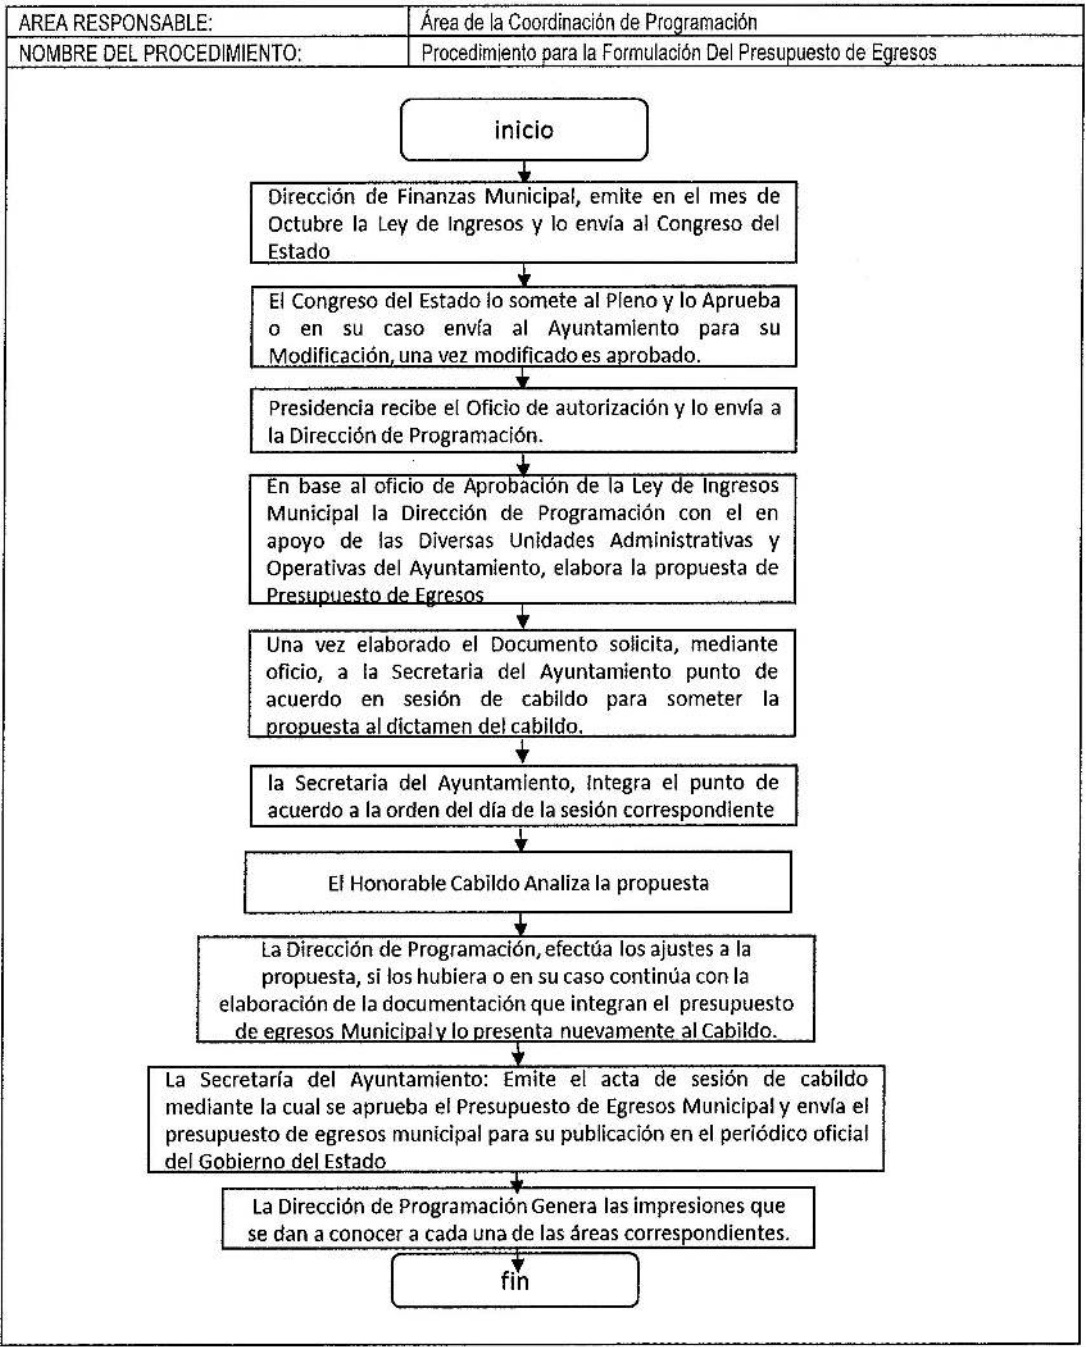 AREA RESPONSABLE: Área de la Coordinación de Programación
NOMBRE DEL PROCEDIMIENTO: Procedimiento para la Formulación Del Presupuesto de Egresos
inicio
Dirección de Finanzas Municipal, emite en el mes de
Octubre la Ley de Ingresos y lo envía al Congreso del
Estado
El Congreso del Estado lo somete al Pleno y lo Aprueba
o en su caso envía al Ayuntamiento para su
Modificación, una vez modificado es aprobado.
Presidencia recibe el Oficio de autorización y lo envía a
la Dirección de Programación.
En base al oficio de Aprobación de la Ley de Ingresos
Municipal la Dirección de Programación con el en
apoyo de las Diversas Unidades Administrativas y
Operativas del Ayuntamiento, elabora la propuesta de
Presupuesto de Egresos
Una vez elaborado el Documento solicita, mediante
oficio, a la Secretaria del Ayuntamiento punto de
acuerdo en sesión de cabildo para someter la
propuesta al dictamen del cabildo.
la Secretaria del Ayuntamiento, Integra el punto de
acuerdo a la orden del día de la sesión correspondiente
El Honorable Cabildo Analiza la propuesta
La Dirección de Programación, efectúa los ajustes a la
propuesta, si los hubiera o en su caso continúa con la
elaboración de la documentación que integran el presupuesto
de egresos Municipal y lo presenta nuevamente al Cabildo.
La Secretaría del Ayuntamiento: Emite el acta de sesión de cabildo
mediante la cual se aprueba el Presupuesto de Egresos Municipal y envía el
presupuesto de egresos municipal para su publicación en el periódico oficial
del Gobierno del Estado
La Dirección de Programación Genera las impresiones que
se dan a conocer a cada una de las áreas correspondientes.
fin